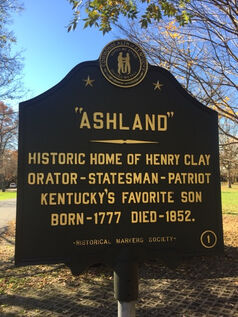 "ASHLAND"
HISTORIC HOME OF HENRY CLAY
ORATOR-STATESMAN-PATRIOT
KENTUCKY'S FAVORITE SON
BORN-1777 DIED-1852.
-HISTORICAL MARKERS SOCIETY-
1